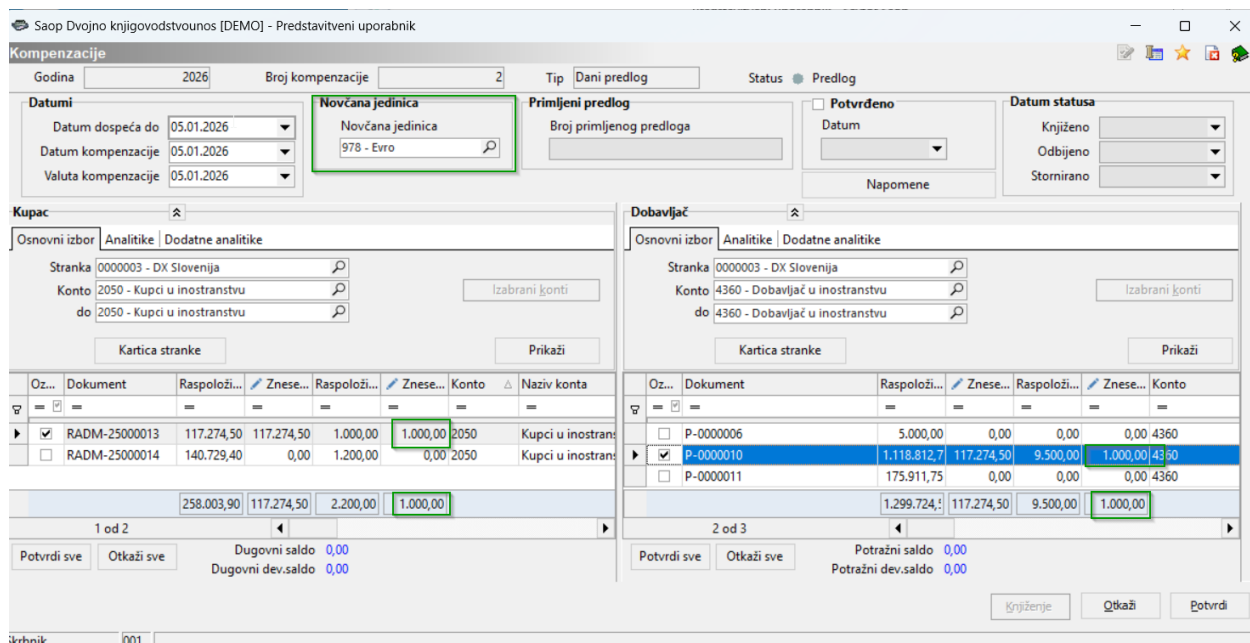 Saop Dvojno knjigovodstvounos [DEMO] - Predstavitveni uporabnik
Kompenzacije
Godina 2026 Broj kompenzacije 2 Tip Dani predlog Status Predlog
Datumi
Datum dospeća do 05.01.2026
Datum kompenzacije 05.01.2026
Valuta kompenzacije 05.01.2026
Novčana jedinica
Novčana jedinica
978 - Evro
Primljeni predlog
Broj primljenog predloga
Potvrđeno
Datum
Napomene
Datum statusa
Knjiženo
Odbijeno
Stornirano
Kupac
Osnovni izbor Analitike Dodatne analitike
Stranka 0000003 - DX Slovenija
Konto 2050 - Kupci u inostranstvu
do 2050 - Kupci u inostranstvu
Izabrani konti
Kartica stranke Prikaži
Oz... Dokument Raspoloži... Znese... Raspoloži... Znese... Konto Naziv konta
= = = = = = = =
RADM-25000013 117.274,50 117.274,50 1.000,00 1.000,00 2050 Kupci u inostran
RADM-25000014 140.729,40 0,00 1.200,00 0,00 2050 Kupci u inostran
258.003,90 117.274,50 2.200,00 1.000,00
1 od 2
Potvrdi sve Otkaži sve
Dugovni saldo 0,00
Dugovni dev.saldo 0,00
Dobavljač
Osnovni izbor Analitike Dodatne analitike
Stranka 0000003 - DX Slovenija
Konto 4360 - Dobavljač u inostranstvu
do 4360 - Dobavljač u inostranstvu
Izabrani konti
Kartica stranke Prikaži
Oz... Dokument Raspoloži... Znese... Raspoloži... Znese... Konto
= = = = = = =
P-0000006 5.000,00 0,00 0,00 0,00 4360
P-0000010 1.118.812,7 117.274,50 9.500,00 1.000,00 4360
P-0000011 175.911,75 0,00 0,00 0,00 4360
1.299.724, 117.274,50 9.500,00 1.000,00
2 od 3
Potvrdi sve Otkaži sve
Potražni saldo 0,00
Potražni dev.saldo 0,00
Knjiženje Otkaži Potvrdi
001